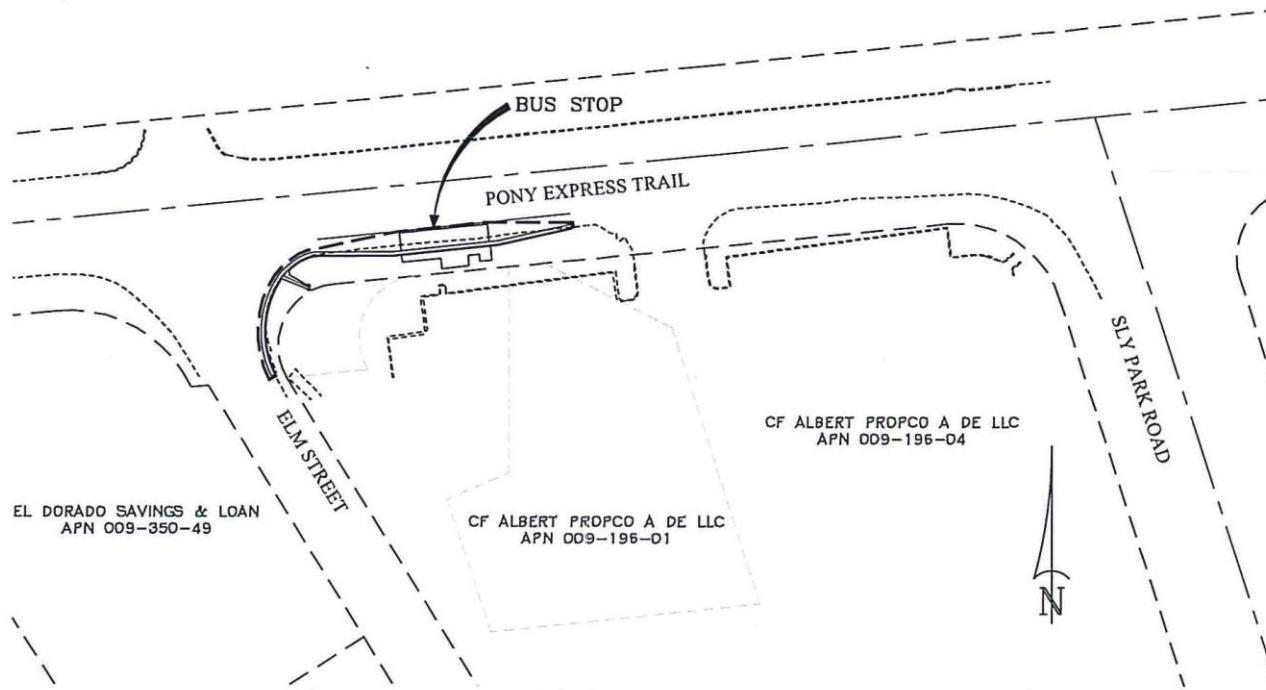 BUS STOP
PONY EXPRESS TRAIL
SLY PARK ROAD
CF ALBERT PROPCO A DE LLC
APN 009-196-04
ELM STREET
EL DORADO SAVINGS & LOAN
APN 009-350-49
CF ALBERT PROPCO A DE LLC
APN 009-196-01
N